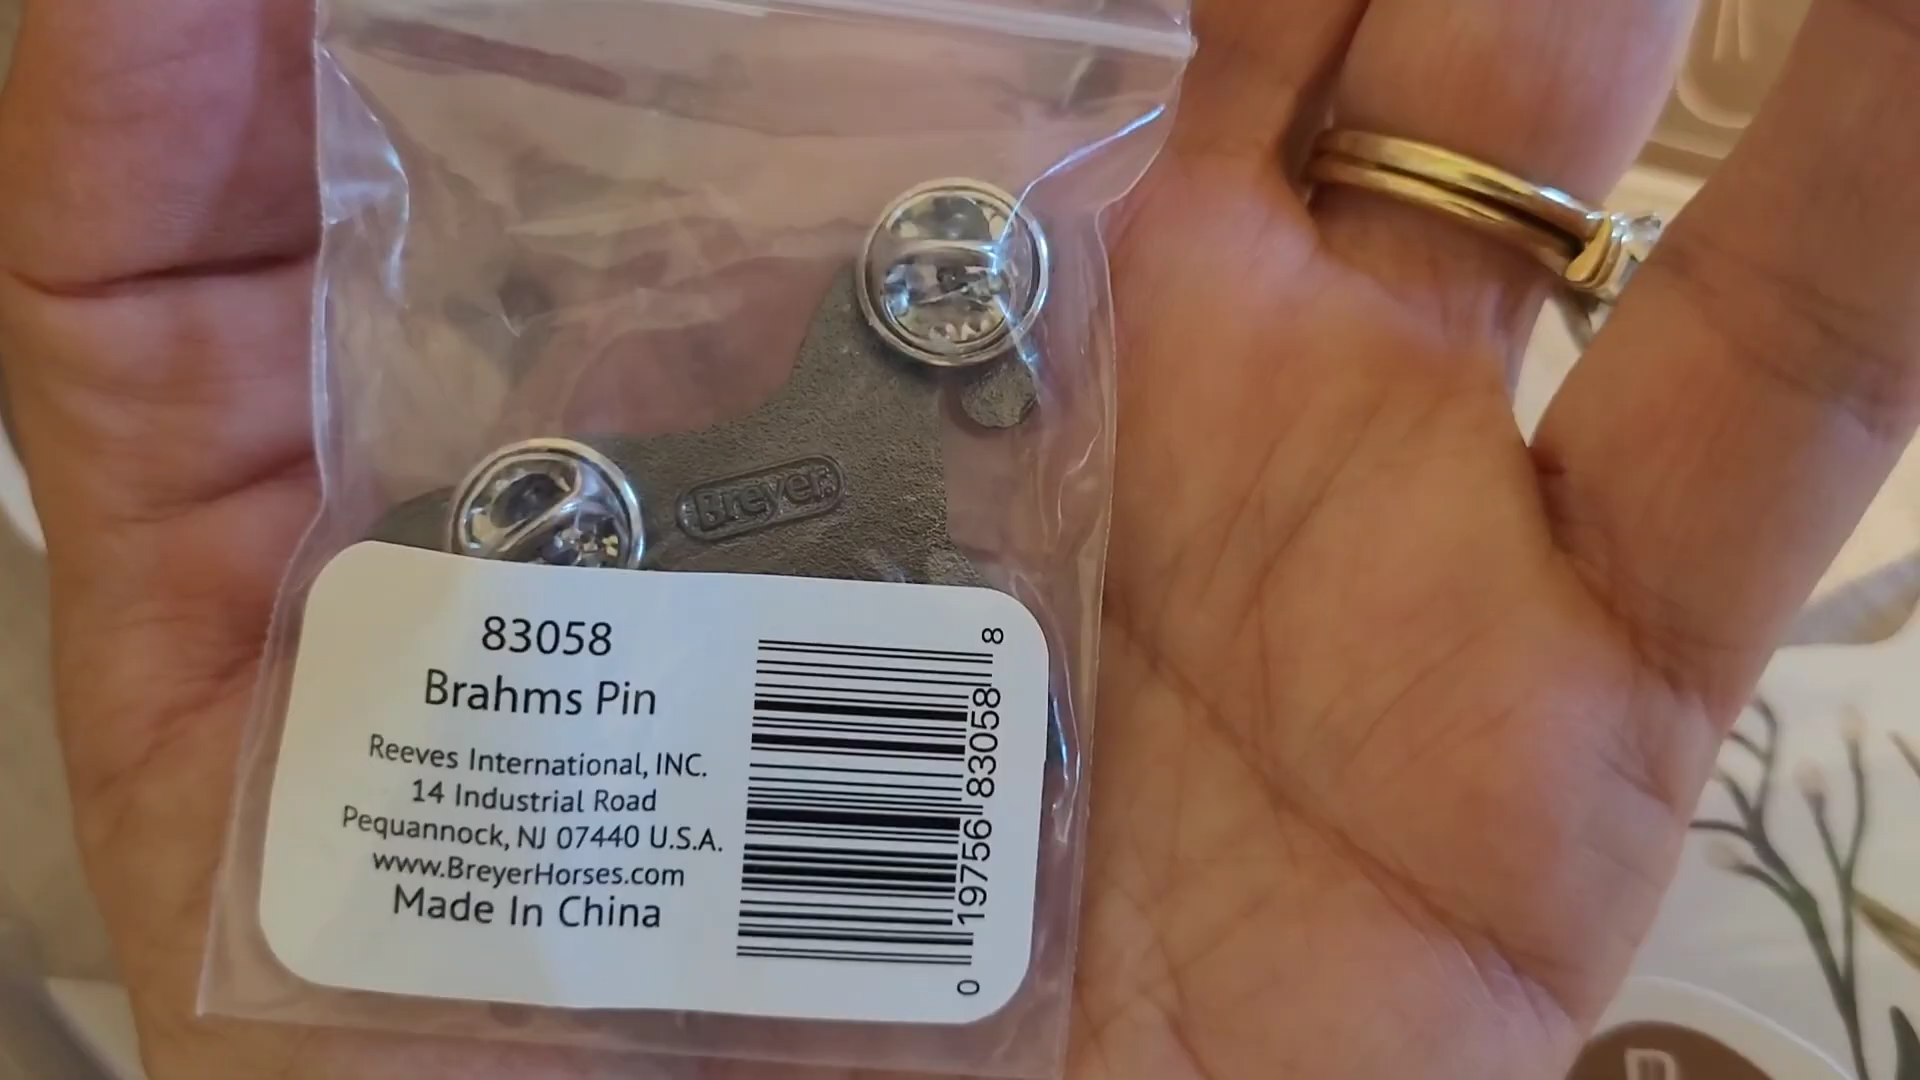 Breyer
83058
Brahms Pin
Reeves International, INC.
14 Industrial Road
Pequannock, NJ 07440 U.S.A.
www.BreyerHorses.com
Made In China
0 19756 83058 8